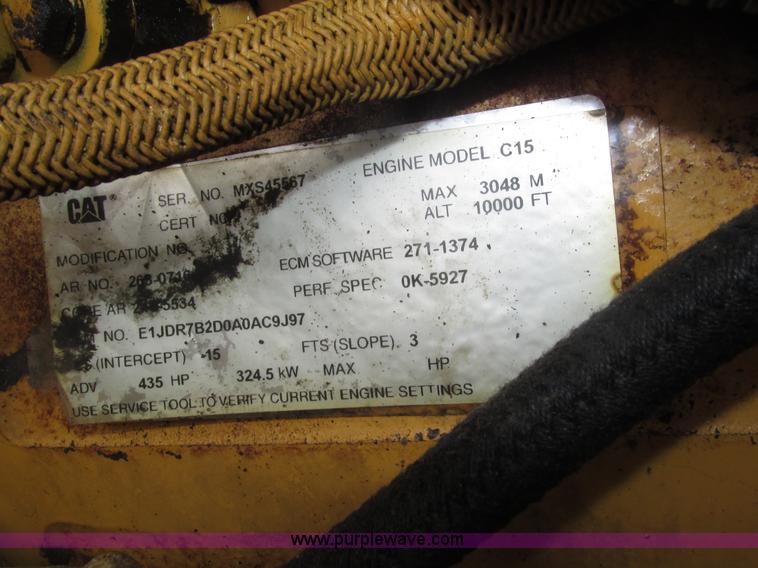 CAT SER. NO. MXS45567 ENGINE MODEL C15
CERT NO. MAX 3048 M
ALT 10000 FT
MODIFICATION NO. ECM SOFTWARE 271-1374
AR NO. PERF SPEC 0K-5927
NO. E1JDR7B2D0A0AC9J97
(INTERCEPT) -15 FTS (SLOPE) 3
ADV 435 HP 324.5 kW MAX HP
USE SERVICE TOOL TO VERIFY CURRENT ENGINE SETTINGS
www.purplewave.com